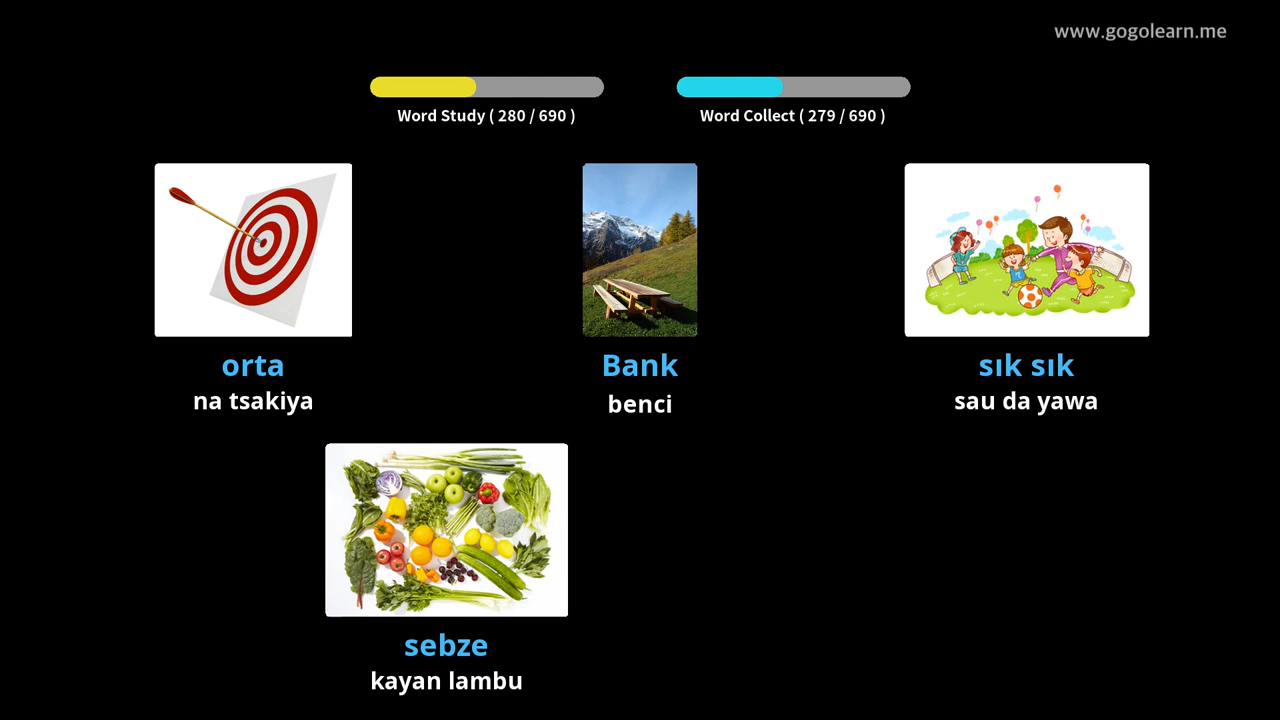 www.gogolearn.me
Word Study ( 280 / 690 )
Word Collect ( 279 / 690 )
orta
na tsakiya
Bank
benci
sık sık
sau da yawa
sebze
kayan lambu